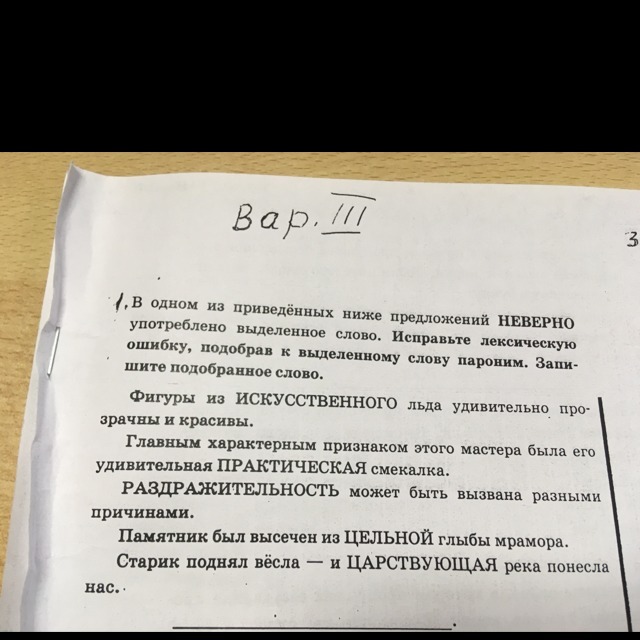 Вар. III
3
1, В одном из приведённых ниже предложений НЕВЕРНО
употреблено выделенное слово. Исправьте лексическую
ошибку, подобрав к выделенному слову пароним. Запи-
шите подобранное слово.
Фигуры из ИСКУССТВЕННОГО льда удивительно про-
зрачны и красивы.
Главным характерным признаком этого мастера была его
удивительная ПРАКТИЧЕСКАЯ смекалка.
РАЗДРАЖИТЕЛЬНОСТЬ может быть вызвана разными
причинами.
Памятник был высечен из ЦЕЛЬНОЙ глыбы мрамора.
Старик поднял вёсла — и ЦАРСТВУЮЩАЯ река понесла
нас.